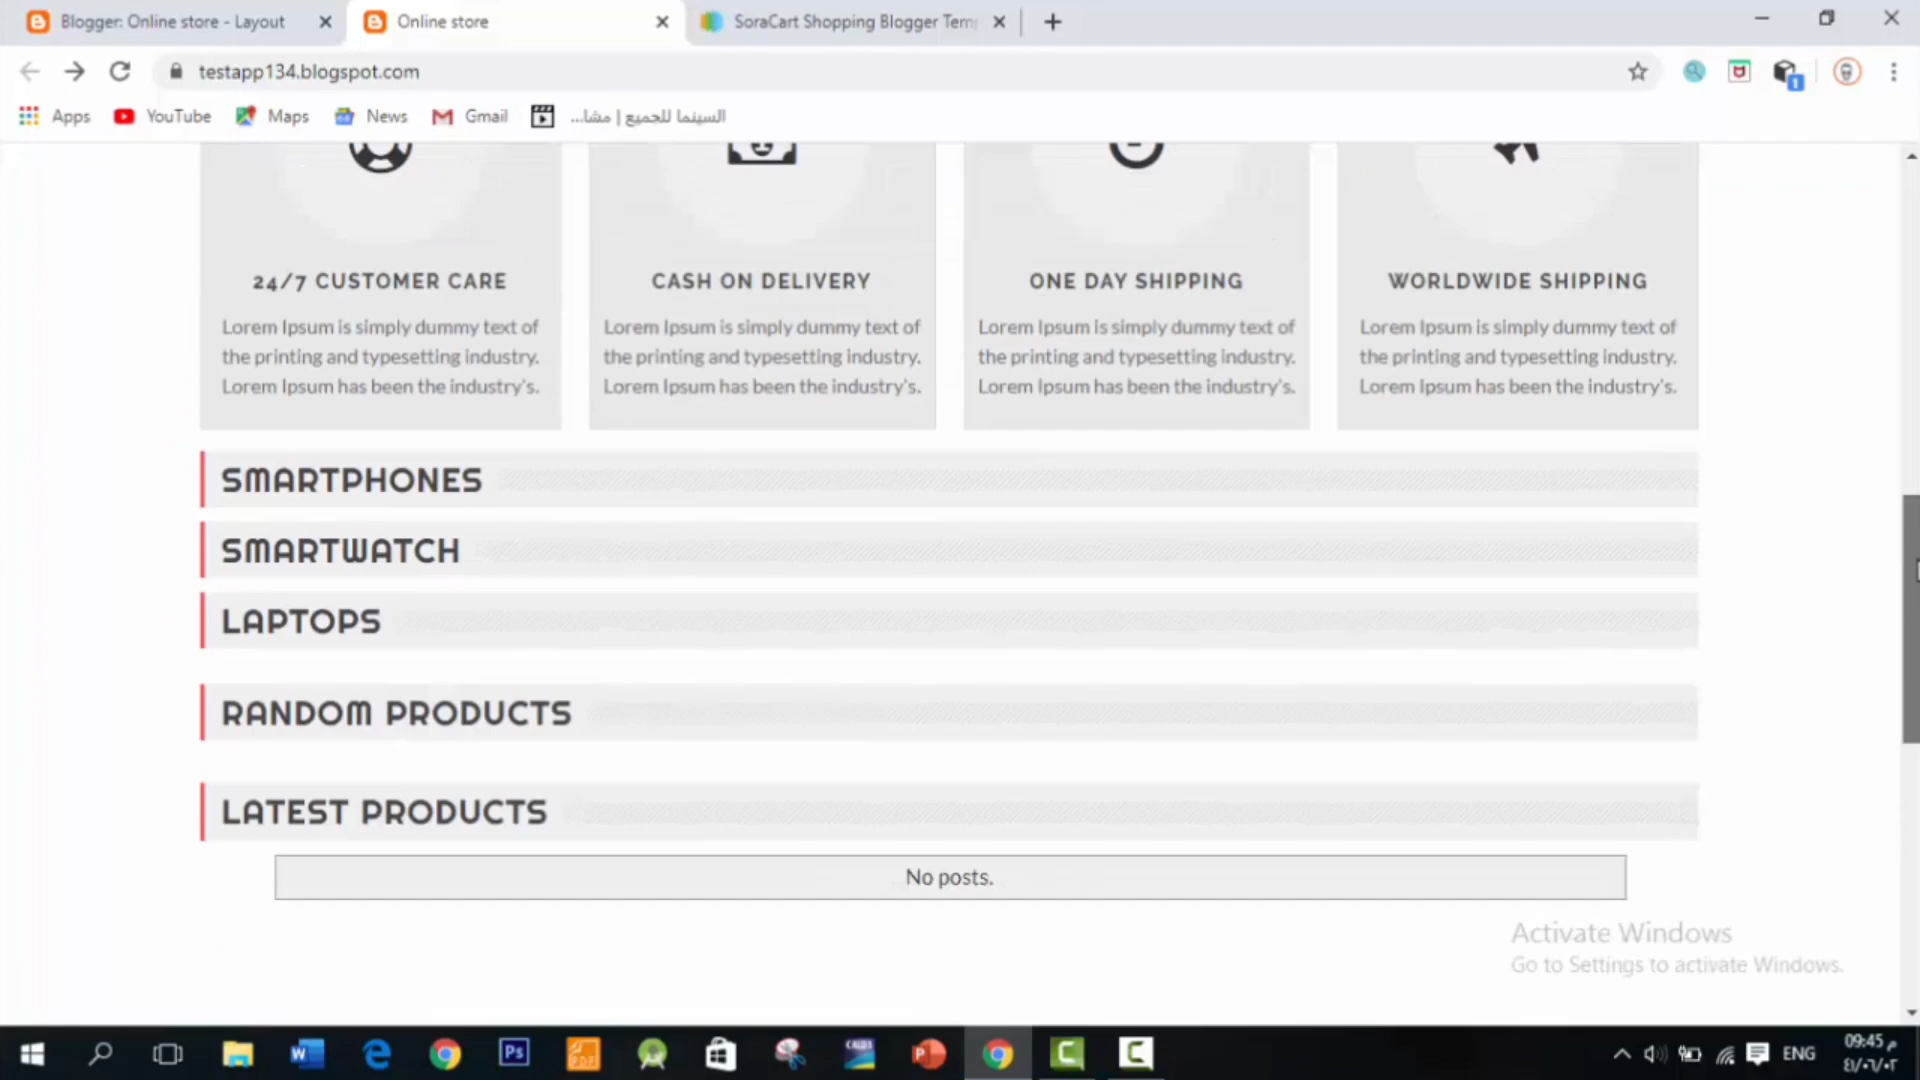 Blogger: Online store - Layout
Online store
SoraCart Shopping Blogger Tem
testapp134.blogspot.com
Apps
YouTube
Maps
News
Gmail
السينما للجميع | مشا...
24/7 CUSTOMER CARE
Lorem Ipsum is simply dummy text of
the printing and typesetting industry.
Lorem Ipsum has been the industry's.
CASH ON DELIVERY
Lorem Ipsum is simply dummy text of
the printing and typesetting industry.
Lorem Ipsum has been the industry's.
ONE DAY SHIPPING
Lorem Ipsum is simply dummy text of
the printing and typesetting industry.
Lorem Ipsum has been the industry's.
WORLDWIDE SHIPPING
Lorem Ipsum is simply dummy text of
the printing and typesetting industry.
Lorem Ipsum has been the industry's.
SMARTPHONES
SMARTWATCH
LAPTOPS
RANDOM PRODUCTS
LATEST PRODUCTS
No posts.
Activate Windows
Go to Settings to activate Windows.
ENG
09:45 م